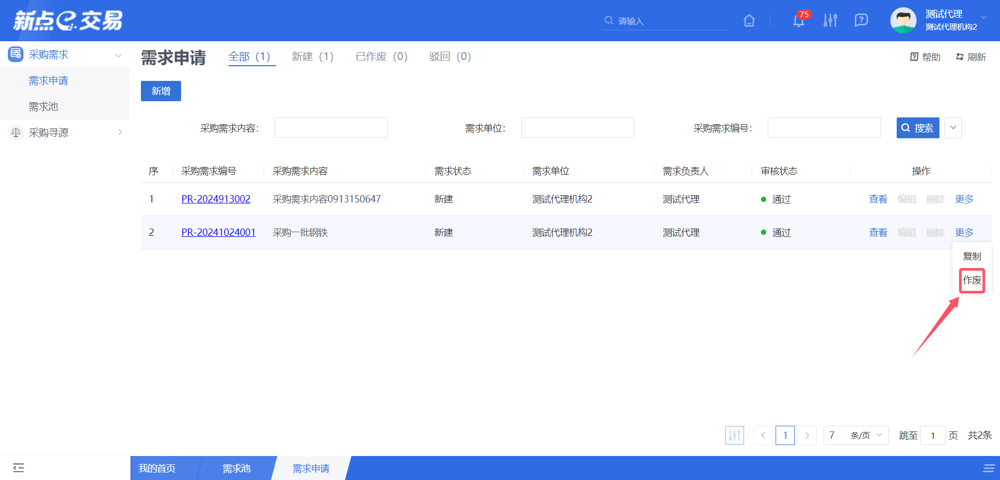 新点e交易
请输入
75
测试代理
测试代理机构2
采购需求
需求申请
需求池
采购寻源
需求申请 全部（1） 新建（1） 已作废（0） 驳回（0）
帮助 刷新
新增
采购需求内容： 需求单位： 采购需求编号： 搜索
序 采购需求编号 采购需求内容 需求状态 需求单位 需求负责人 审核状态 操作
1 PR-2024913002 采购需求内容0913150647 新建 测试代理机构2 测试代理 通过 查看 编辑 删除 更多
2 PR-20241024001 采购一批钢铁 新建 测试代理机构2 测试代理 通过 查看 编辑 删除 更多
复制
作废
1 7 条/页 跳至 1 页 共2条
我的首页 需求池 需求申请